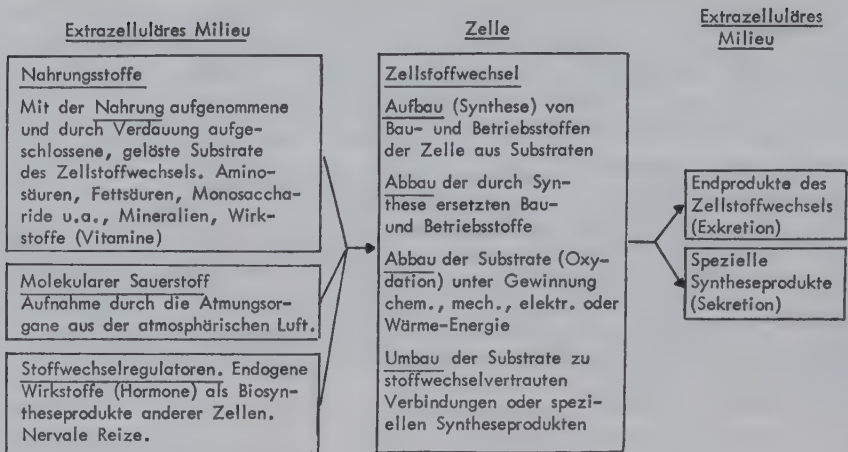 Extrazelluläres Milieu
Nahrungsstoffe
Mit der Nahrung aufgenommene
und durch Verdauung aufge-
schlossene, gelöste Substrate
des Zellstoffwechsels. Amino-
säuren, Fettsäuren, Monosaccha-
ride u.a., Mineralien, Wirk-
stoffe (Vitamine)
Molekularer Sauerstoff
Aufnahme durch die Atmungsor-
gane aus der atmosphärischen Luft.
Stoffwechselregulatoren. Endogene
Wirkstoffe (Hormone) als Biosyn-
theseprodukte anderer Zellen.
Nervale Reize.
Zelle
Zellstoffwechsel
Aufbau (Synthese) von
Bau- und Betriebsstoffen
der Zelle aus Substraten
Abbau der durch Syn-
these ersetzten Bau-
und Betriebsstoffe
Abbau der Substrate (Oxy-
dation) unter Gewinnung
chem., mech., elektr. oder
Wärme-Energie
Umbau der Substrate zu
stoffwechselvertrauten
Verbindungen oder spezi-
ellen Syntheseprodukten
Extrazelluläres
Milieu
Endprodukte des
Zellstoffwechsels
(Exkretion)
Spezielle
Syntheseprodukte
(Sekretion)